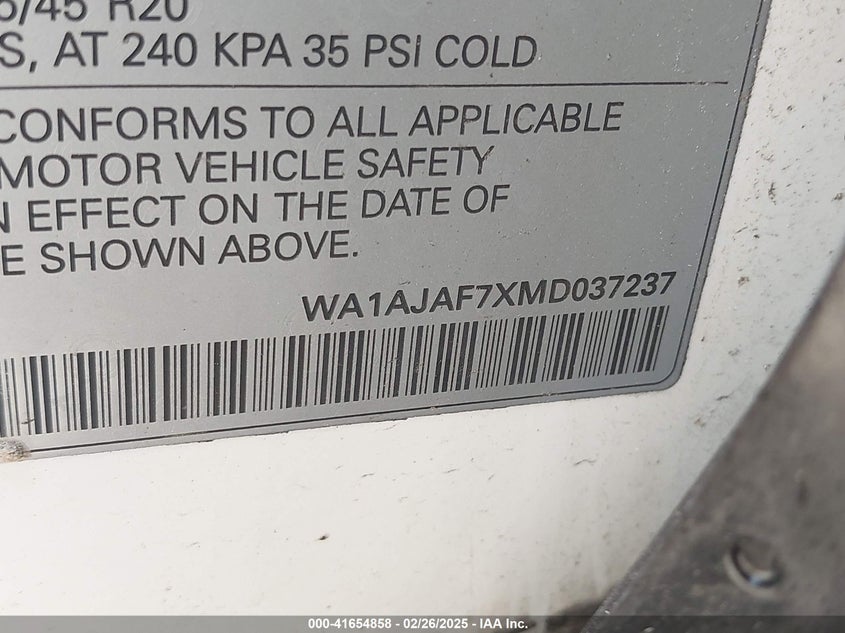 5/45 R20
S, AT 240 KPA 35 PSI COLD
CONFORMS TO ALL APPLICABLE
MOTOR VEHICLE SAFETY
N EFFECT ON THE DATE OF
E SHOWN ABOVE.
WA1AJAF7XMD037237
000-41654858 - 02/26/2025 - IAA Inc.